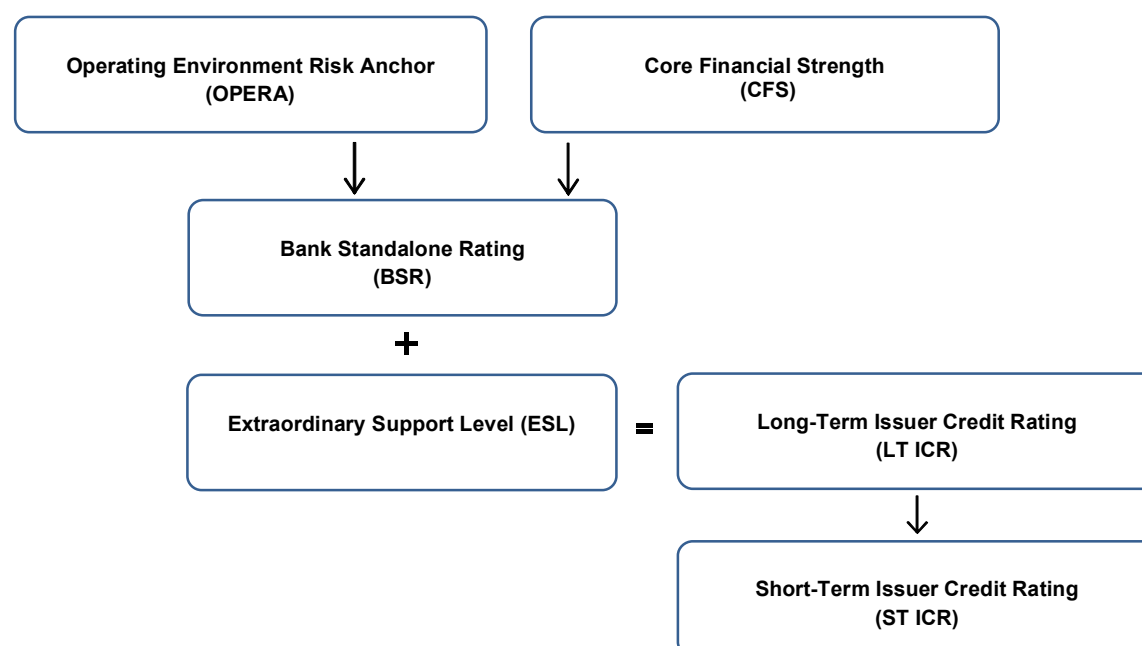 Operating Environment Risk Anchor
(OPERA)
Core Financial Strength
(CFS)
Bank Standalone Rating
(BSR)
+
Extraordinary Support Level (ESL)
=
Long-Term Issuer Credit Rating
(LT ICR)
Short-Term Issuer Credit Rating
(ST ICR)